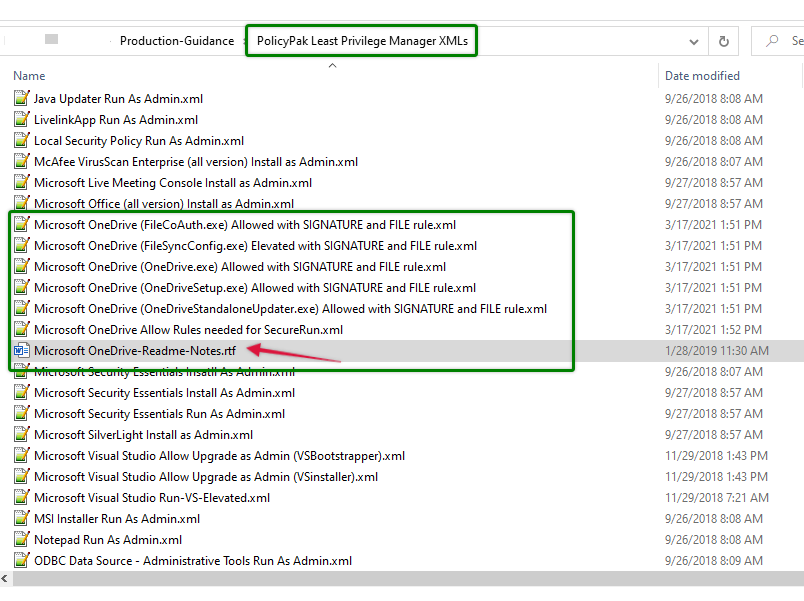 Production-Guidance PolicyPak Least Privilege Manager XMLs Se
Name Date modified
Java Updater Run As Admin.xml 9/26/2018 8:08 AM
LivelinkApp Run As Admin.xml 9/26/2018 8:08 AM
Local Security Policy Run As Admin.xml 9/26/2018 8:08 AM
McAfee VirusScan Enterprise (all version) Install as Admin.xml 9/26/2018 8:07 AM
Microsoft Live Meeting Console Install as Admin.xml 9/27/2018 8:57 AM
Microsoft Office (all version) Install as Admin.xml 9/27/2018 8:57 AM
Microsoft OneDrive (FileCoAuth.exe) Allowed with SIGNATURE and FILE rule.xml 3/17/2021 1:51 PM
Microsoft OneDrive (FileSyncConfig.exe) Elevated with SIGNATURE and FILE rule.xml 3/17/2021 1:51 PM
Microsoft OneDrive (OneDrive.exe) Allowed with SIGNATURE and FILE rule.xml 3/17/2021 1:51 PM
Microsoft OneDrive (OneDriveSetup.exe) Allowed with SIGNATURE and FILE rule.xml 3/17/2021 1:51 PM
Microsoft OneDrive (OneDriveStandaloneUpdater.exe) Allowed with SIGNATURE and FILE rule.xml 3/17/2021 1:51 PM
Microsoft OneDrive Allow Rules needed for SecureRun.xml 3/17/2021 1:52 PM
Microsoft OneDrive-Readme-Notes.rtf 1/28/2019 11:30 AM
Microsoft Security Essentials Insatll As Admin.xml 9/26/2018 8:07 AM
Microsoft Security Essentials Install As Admin.xml 9/27/2018 8:57 AM
Microsoft Security Essentials Run As Admin.xml 9/27/2018 8:57 AM
Microsoft SilverLight Install as Admin.xml 9/27/2018 8:57 AM
Microsoft Visual Studio Allow Upgrade as Admin (VSBootstrapper).xml 11/29/2018 1:43 PM
Microsoft Visual Studio Allow Upgrade as Admin (VSinstaller).xml 11/29/2018 1:43 PM
Microsoft Visual Studio Run-VS-Elevated.xml 11/29/2018 7:21 AM
MSI Installer Run As Admin.xml 9/26/2018 8:08 AM
Notepad Run As Admin.xml 9/26/2018 8:08 AM
ODBC Data Source - Administrative Tools Run As Admin.xml 9/26/2018 8:09 AM